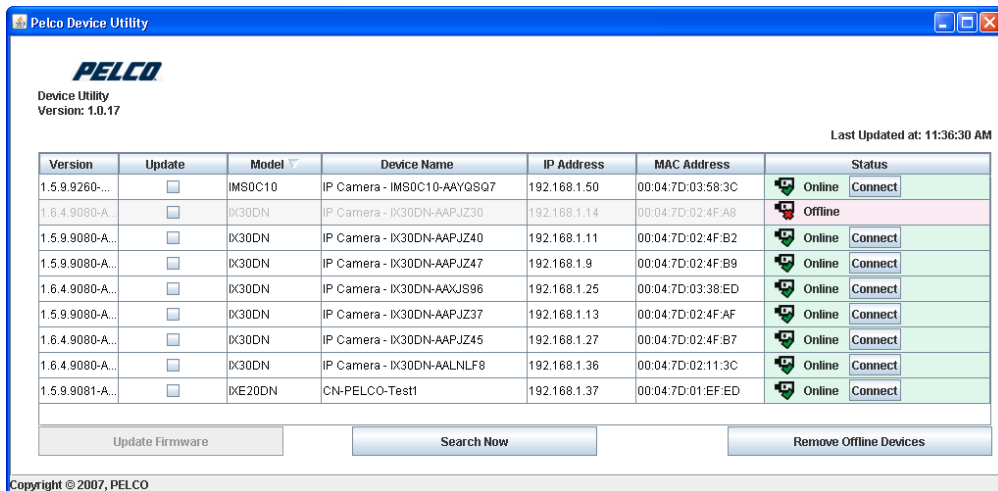 Pelco Device Utility
PELCO
Device Utility
Version: 1.0.17
Last Updated at: 11:36:30 AM
Version Update Model Device Name IP Address MAC Address Status
1.5.9.9260-... IMS0C10 IP Camera - IMS0C10-AAYQSQ7 192.168.1.50 00:04:7D:03:58:3C Online Connect
1.6.4.9080-A... IX30DN IP Camera - IX30DN-AAPJZ30 192.168.1.14 00:04:7D:02:4F:A8 Offline
1.5.9.9080-A... IX30DN IP Camera - IX30DN-AAPJZ40 192.168.1.11 00:04:7D:02:4F:B2 Online Connect
1.5.9.9080-A... IX30DN IP Camera - IX30DN-AAPJZ47 192.168.1.9 00:04:7D:02:4F:B9 Online Connect
1.6.4.9080-A... IX30DN IP Camera - IX30DN-AAXJS96 192.168.1.25 00:04:7D:03:38:ED Online Connect
1.5.9.9080-A... IX30DN IP Camera - IX30DN-AAPJZ37 192.168.1.13 00:04:7D:02:4F:AF Online Connect
1.6.4.9080-A... IX30DN IP Camera - IX30DN-AAPJZ45 192.168.1.27 00:04:7D:02:4F:B7 Online Connect
1.6.4.9080-A... IX30DN IP Camera - IX30DN-AALNLF8 192.168.1.36 00:04:7D:02:11:3C Online Connect
1.5.9.9081-A... IXE20DN CN-PELCO-Test1 192.168.1.37 00:04:7D:01:EF:ED Online Connect
Update Firmware Search Now Remove Offline Devices
Copyright © 2007, PELCO